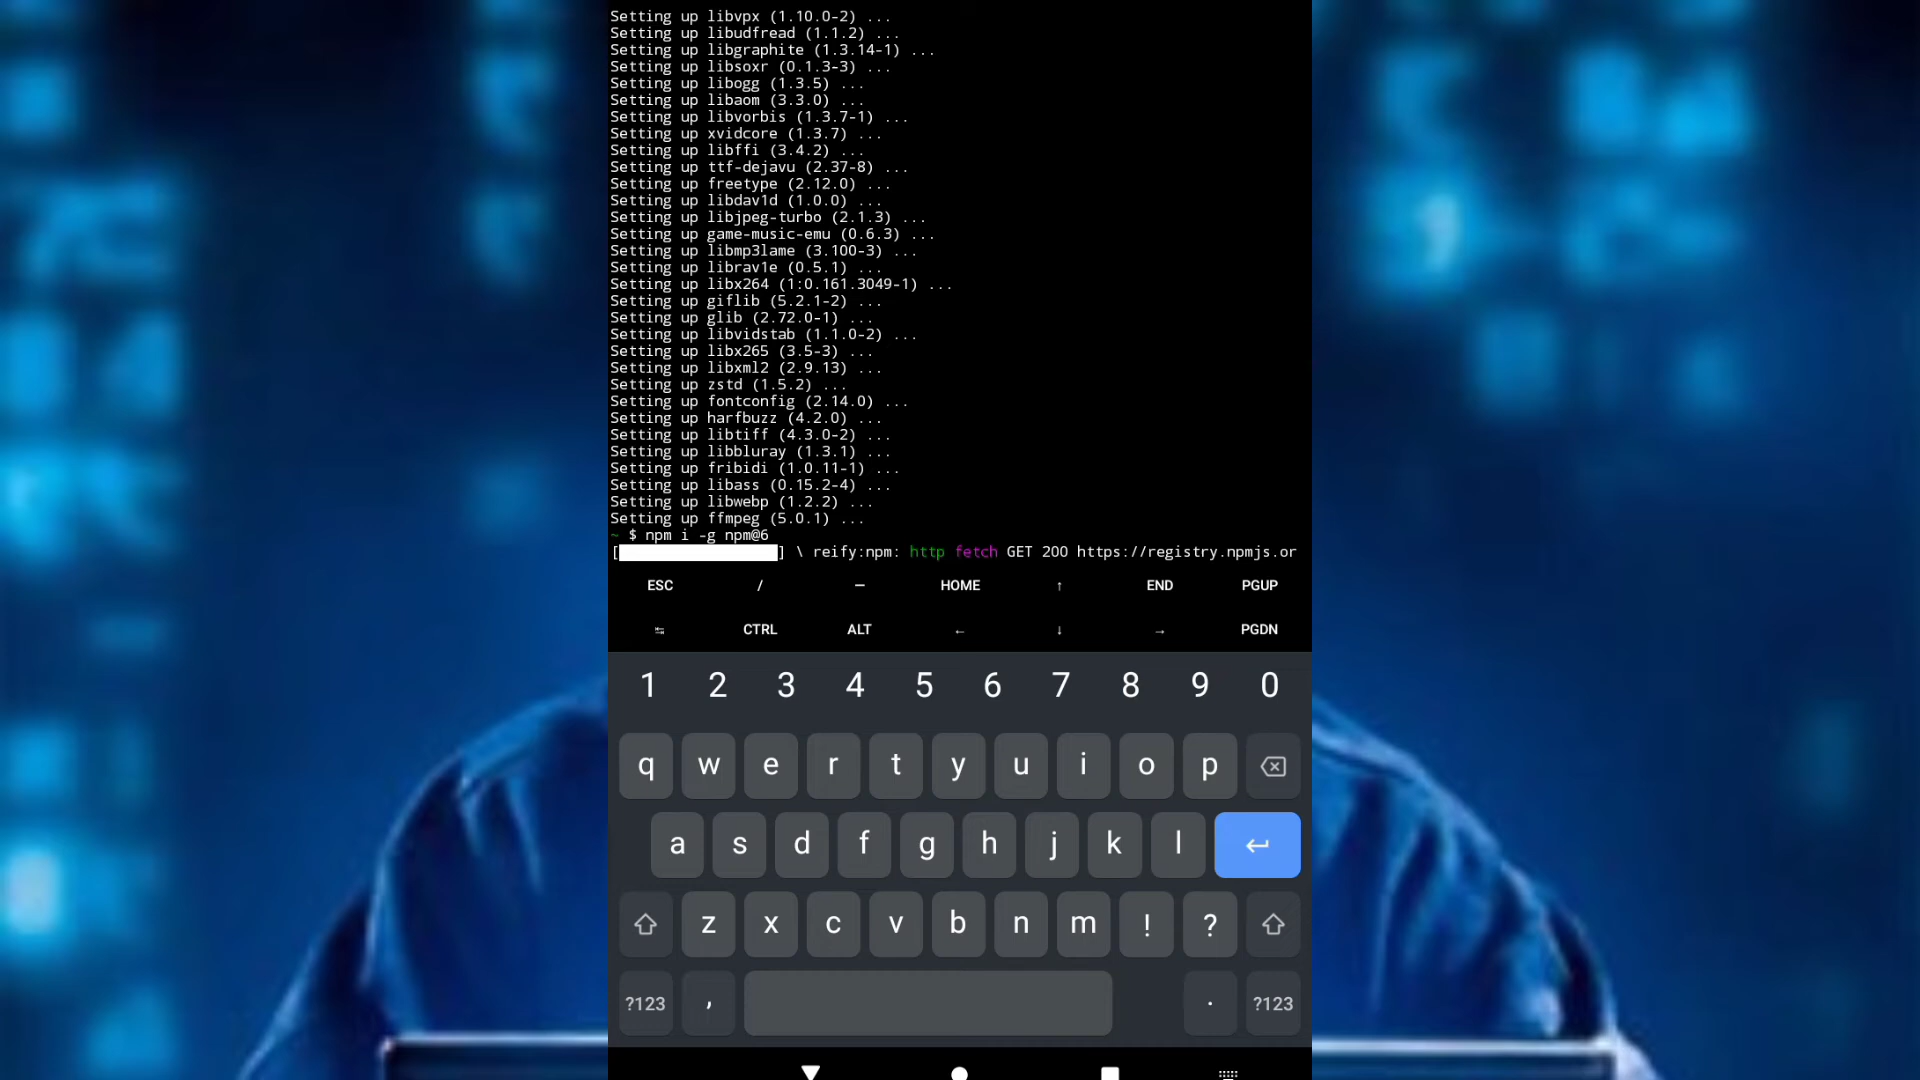 Setting up libvpx (1.10.0-2) ...
Setting up libudfread (1.1.2) ...
Setting up libgraphite (1.3.14-1) ...
Setting up libsoxr (0.1.3-3) ...
Setting up libogg (1.3.5) ...
Setting up libaom (3.3.0) ...
Setting up libvorbis (1.3.7-1) ...
Setting up xvidcore (1.3.7) ...
Setting up libffi (3.4.2) ...
Setting up ttf-dejavu (2.37-8) ...
Setting up freetype (2.12.0) ...
Setting up libdav1d (1.0.0) ...
Setting up libjpeg-turbo (2.1.3) ...
Setting up game-music-emu (0.6.3) ...
Setting up libmp3lame (3.100-3) ...
Setting up librav1e (0.5.1) ...
Setting up libx264 (1:0.161.3049-1) ...
Setting up giflib (5.2.1-2) ...
Setting up glib (2.72.0-1) ...
Setting up libvidstab (1.1.0-2) ...
Setting up libx265 (3.5-3) ...
Setting up libxml2 (2.9.13) ...
Setting up zstd (1.5.2) ...
Setting up fontconfig (2.14.0) ...
Setting up harfbuzz (4.2.0) ...
Setting up libtiff (4.3.0-2) ...
Setting up libbluray (1.3.1) ...
Setting up fribidi (1.0.11-1) ...
Setting up libass (0.15.2-4) ...
Setting up libwebp (1.2.2) ...
Setting up ffmpeg (5.0.1) ...
~ $ npm i -g npm@6
[ ] \ reify:npm: http fetch GET 200 https://registry.npmjs.or
ESC / — HOME ↑ END PGUP
↹ CTRL ALT ← ↓ → PGDN
1 2 3 4 5 6 7 8 9 0
q w e r t y u i o p
a s d f g h j k l
z x c v b n m ! ?
?123 , . ?123